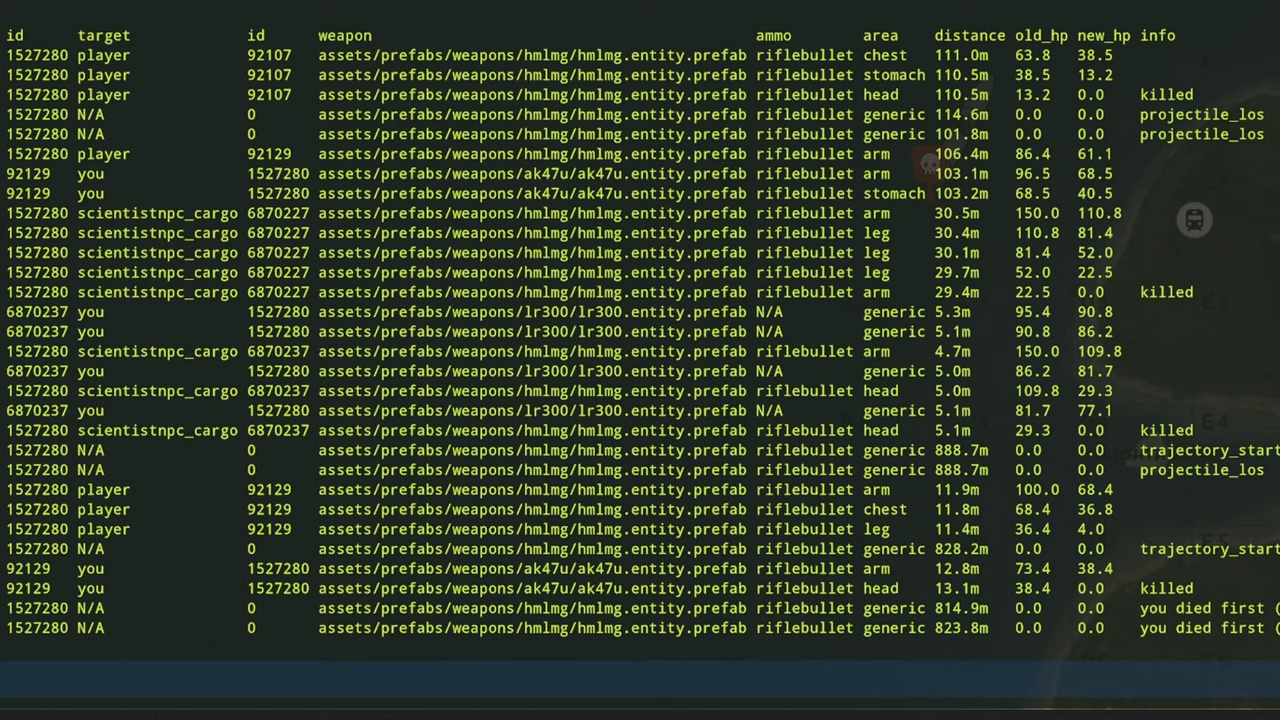 id target id weapon ammo area distance old_hp new_hp info
1527280 player 92107 assets/prefabs/weapons/hmlmg/hmlmg.entity.prefab riflebullet chest 111.0m 63.8 38.5
1527280 player 92107 assets/prefabs/weapons/hmlmg/hmlmg.entity.prefab riflebullet stomach 110.5m 38.5 13.2
1527280 player 92107 assets/prefabs/weapons/hmlmg/hmlmg.entity.prefab riflebullet head 110.5m 13.2 0.0 killed
1527280 N/A 0 assets/prefabs/weapons/hmlmg/hmlmg.entity.prefab riflebullet generic 114.6m 0.0 0.0 projectile_los
1527280 N/A 0 assets/prefabs/weapons/hmlmg/hmlmg.entity.prefab riflebullet generic 101.8m 0.0 0.0 projectile_los
1527280 player 92129 assets/prefabs/weapons/hmlmg/hmlmg.entity.prefab riflebullet arm 106.4m 86.4 61.1
92129 you 1527280 assets/prefabs/weapons/ak47u/ak47u.entity.prefab riflebullet arm 103.1m 96.5 68.5
92129 you 1527280 assets/prefabs/weapons/ak47u/ak47u.entity.prefab riflebullet stomach 103.2m 68.5 40.5
1527280 scientistnpc_cargo 6870227 assets/prefabs/weapons/hmlmg/hmlmg.entity.prefab riflebullet arm 30.5m 150.0 110.8
1527280 scientistnpc_cargo 6870227 assets/prefabs/weapons/hmlmg/hmlmg.entity.prefab riflebullet leg 30.4m 110.8 81.4
1527280 scientistnpc_cargo 6870227 assets/prefabs/weapons/hmlmg/hmlmg.entity.prefab riflebullet leg 30.1m 81.4 52.0
1527280 scientistnpc_cargo 6870227 assets/prefabs/weapons/hmlmg/hmlmg.entity.prefab riflebullet leg 29.7m 52.0 22.5
1527280 scientistnpc_cargo 6870227 assets/prefabs/weapons/hmlmg/hmlmg.entity.prefab riflebullet arm 29.4m 22.5 0.0 killed
6870237 you 1527280 assets/prefabs/weapons/lr300/lr300.entity.prefab N/A generic 5.3m 95.4 90.8
6870237 you 1527280 assets/prefabs/weapons/lr300/lr300.entity.prefab N/A generic 5.1m 90.8 86.2
1527280 scientistnpc_cargo 6870237 assets/prefabs/weapons/hmlmg/hmlmg.entity.prefab riflebullet arm 4.7m 150.0 109.8
6870237 you 1527280 assets/prefabs/weapons/lr300/lr300.entity.prefab N/A generic 5.0m 86.2 81.7
1527280 scientistnpc_cargo 6870237 assets/prefabs/weapons/hmlmg/hmlmg.entity.prefab riflebullet head 5.0m 109.8 29.3
6870237 you 1527280 assets/prefabs/weapons/lr300/lr300.entity.prefab N/A generic 5.1m 81.7 77.1
1527280 scientistnpc_cargo 6870237 assets/prefabs/weapons/hmlmg/hmlmg.entity.prefab riflebullet head 5.1m 29.3 0.0 killed
1527280 N/A 0 assets/prefabs/weapons/hmlmg/hmlmg.entity.prefab riflebullet generic 888.7m 0.0 0.0 trajectory_start
1527280 N/A 0 assets/prefabs/weapons/hmlmg/hmlmg.entity.prefab riflebullet generic 888.7m 0.0 0.0 projectile_los
1527280 player 92129 assets/prefabs/weapons/hmlmg/hmlmg.entity.prefab riflebullet arm 11.9m 100.0 68.4
1527280 player 92129 assets/prefabs/weapons/hmlmg/hmlmg.entity.prefab riflebullet chest 11.8m 68.4 36.8
1527280 player 92129 assets/prefabs/weapons/hmlmg/hmlmg.entity.prefab riflebullet leg 11.4m 36.4 4.0
1527280 N/A 0 assets/prefabs/weapons/hmlmg/hmlmg.entity.prefab riflebullet generic 828.2m 0.0 0.0 trajectory_start
92129 you 1527280 assets/prefabs/weapons/ak47u/ak47u.entity.prefab riflebullet arm 12.8m 73.4 38.4
92129 you 1527280 assets/prefabs/weapons/ak47u/ak47u.entity.prefab riflebullet head 13.1m 38.4 0.0 killed
1527280 N/A 0 assets/prefabs/weapons/hmlmg/hmlmg.entity.prefab riflebullet generic 814.9m 0.0 0.0 you died first (
1527280 N/A 0 assets/prefabs/weapons/hmlmg/hmlmg.entity.prefab riflebullet generic 823.8m 0.0 0.0 you died first (
E3
E4